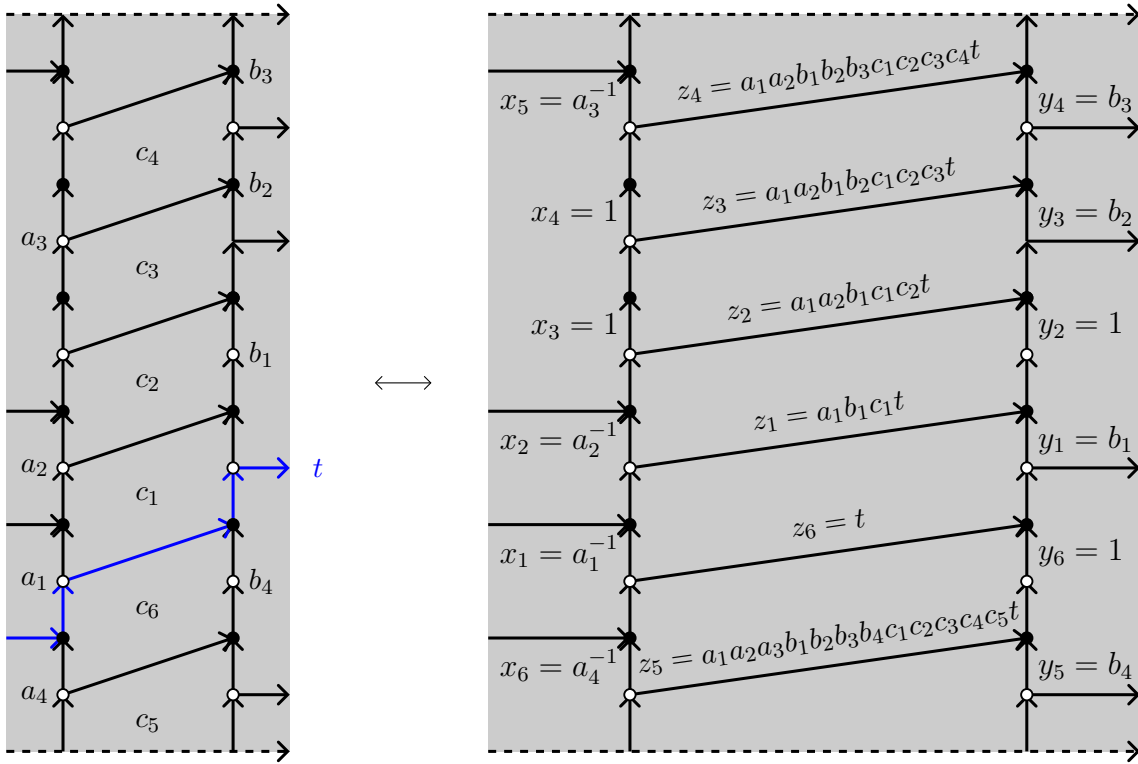 b_3
c_4
b_2
a_3
c_3
b_1
c_2
a_2
t
c_1
a_1
b_4
c_6
a_4
c_5
z_4 = a_1a_2b_1b_2b_3c_1c_2c_3c_4t
x_5 = a_3^{-1}
y_4 = b_3
z_3 = a_1a_2b_1b_2c_1c_2c_3t
x_4 = 1
y_3 = b_2
z_2 = a_1a_2b_1c_1c_2t
x_3 = 1
y_2 = 1
z_1 = a_1b_1c_1t
x_2 = a_2^{-1}
y_1 = b_1
z_6 = t
x_1 = a_1^{-1}
y_6 = 1
z_5 = a_1a_2a_3b_1b_2b_3b_4c_1c_2c_3c_4c_5t
x_6 = a_4^{-1}
y_5 = b_4